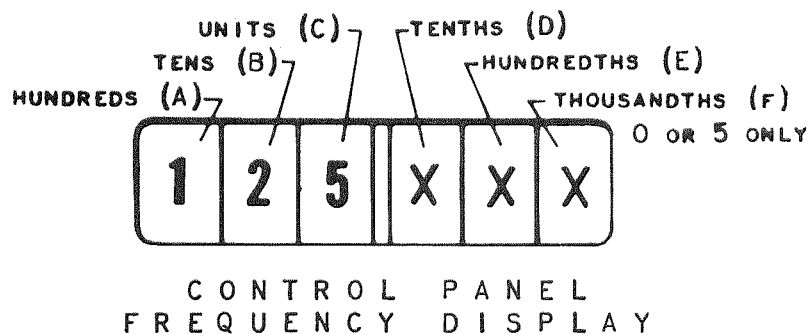 UNITS (C)
TENTHS (D)
TENS (B)
HUNDREDTHS (E)
HUNDREDS (A)
THOUSANDTHS (F)
0 OR 5 ONLY
1 2 5 X X X
CONTROL PANEL
FREQUENCY DISPLAY